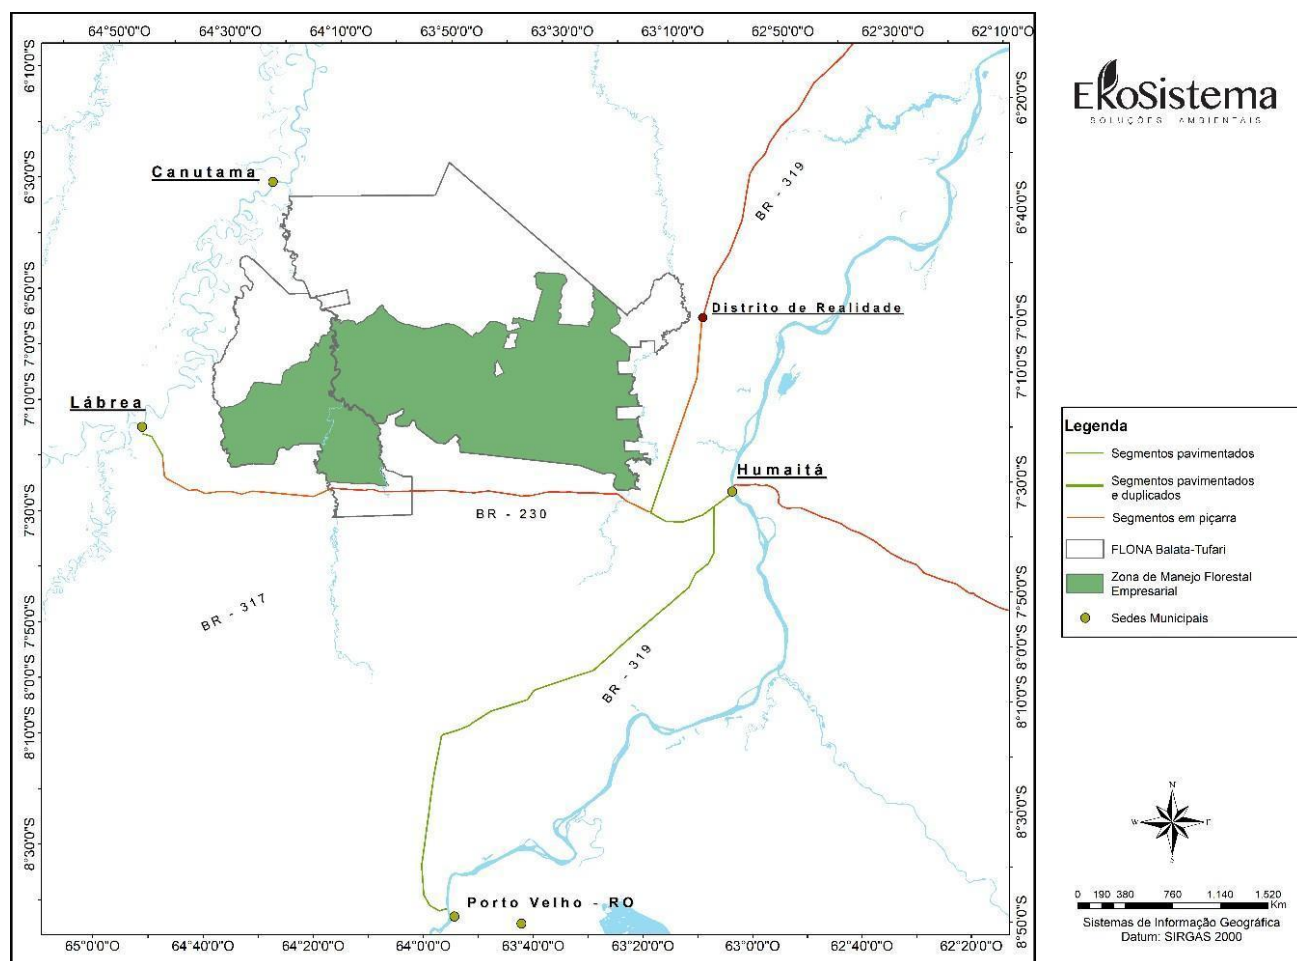 64°50'0"O 64°30'0"O 64°10'0"O 63°50'0"O 63°30'0"O 63°10'0"O 62°50'0"O 62°30'0"O 62°10'0"O
6°10'0"S
6°30'0"S
6°50'0"S
7°0'0"S
7°10'0"S
7°30'0"S
7°50'0"S
8°0'0"S
8°10'0"S
8°30'0"S
Canutama
BR - 319
Distrito de Realidade
Lábrea
Humaitá
BR - 230
BR - 317
BR - 319
Porto Velho - RO
6°20'0"S
6°40'0"S
7°0'0"S
7°10'0"S
7°30'0"S
7°50'0"S
8°0'0"S
8°10'0"S
8°30'0"S
8°50'0"S
65°0'0"O 64°40'0"O 64°20'0"O 64°0'0"O 63°40'0"O 63°20'0"O 63°0'0"O 62°40'0"O 62°20'0"O
EkoSistema
SOLUÇÕES AMBIENTAIS
Legenda
Segmentos pavimentados
Segmentos pavimentados
e duplicados
Segmentos em piçarra
FLONA Balata-Tufari
Zona de Manejo Florestal
Empresarial
Sedes Municipais
N
W E
S
0 190 380 760 1.140 1.520
Km
Sistemas de Informação Geográfica
Datum: SIRGAS 2000